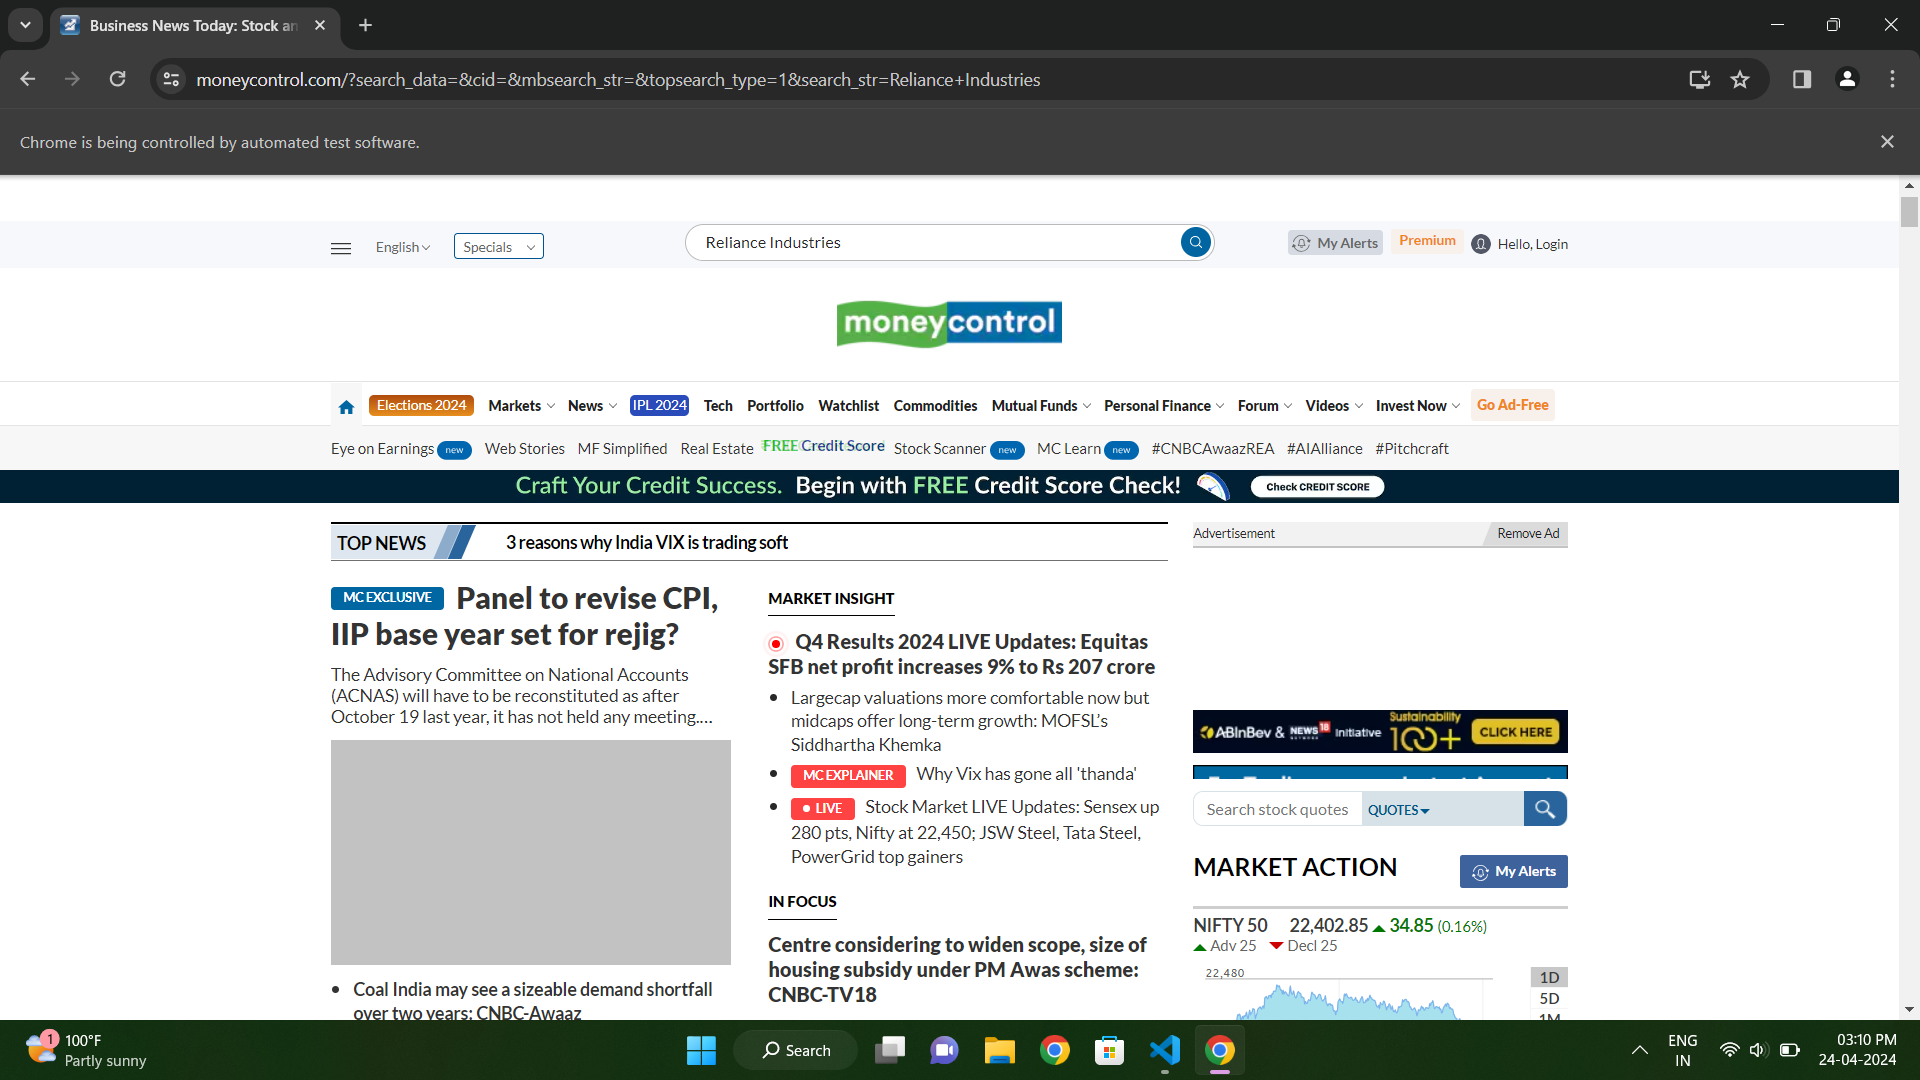 Business News Today: Stock an
moneycontrol.com/?search_data=&cid=&mbsearch_str=&topsearch_type=1&search_str=Reliance+Industries
Chrome is being controlled by automated test software.
English
Specials
Reliance Industries
My Alerts
Premium
Hello, Login
moneycontrol
Elections 2024
Markets
News
IPL 2024
Tech
Portfolio
Watchlist
Commodities
Mutual Funds
Personal Finance
Forum
Videos
Invest Now
Go Ad-Free
Eye on Earnings new
Web Stories
MF Simplified
Real Estate
FREE Credit Score
Stock Scanner new
MC Learn new
#CNBCAwaazREA
#AIAlliance
#Pitchcraft
Craft Your Credit Success. Begin with FREE Credit Score Check!
Check CREDIT SCORE
TOP NEWS
3 reasons why India VIX is trading soft
MC EXCLUSIVE Panel to revise CPI,
IIP base year set for rejig?
The Advisory Committee on National Accounts
(ACNAS) will have to be reconstituted as after
October 19 last year, it has not held any meeting....
Coal India may see a sizeable demand shortfall
over two years: CNBC-Awaaz
MARKET INSIGHT
Q4 Results 2024 LIVE Updates: Equitas
SFB net profit increases 9% to Rs 207 crore
Largecap valuations more comfortable now but
midcaps offer long-term growth: MOFSL's
Siddhartha Khemka
MC EXPLAINER Why Vix has gone all 'thanda'
LIVE Stock Market LIVE Updates: Sensex up
280 pts, Nifty at 22,450; JSW Steel, Tata Steel,
PowerGrid top gainers
IN FOCUS
Centre considering to widen scope, size of
housing subsidy under PM Awas scheme:
CNBC-TV18
Advertisement
Remove Ad
ABInBev & NEWS18 NETWORK Initiative Sustainability 100+ CLICK HERE
Search stock quotes
QUOTES
MARKET ACTION
My Alerts
NIFTY 50 22,402.85 34.85 (0.16%)
Adv 25 Decl 25
22,480
1D
5D
1M
1
100°F
Partly sunny
Search
ENG
IN
03:10 PM
24-04-2024